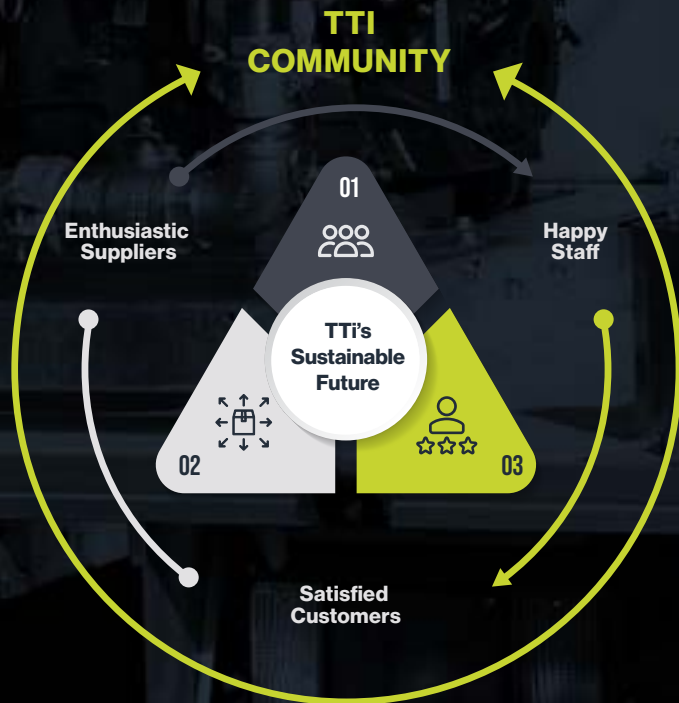 TTI
COMMUNITY
01
Enthusiastic
Suppliers
Happy
Staff
TTi's
Sustainable
Future
02
03
Satisfied
Customers